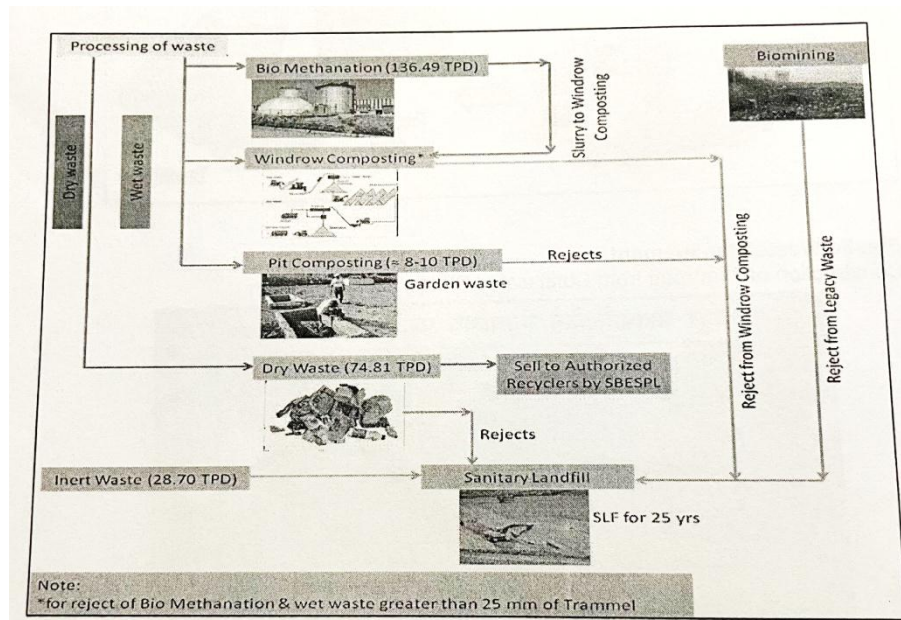 Processing of waste
Bio Methanation (136.49 TPD)
Biomining
Slurry to Windrow
Composting
Dry waste
Wet waste
Windrow Composting*
Pit Composting (≈ 8-10 TPD)
Rejects
Garden waste
Reject from Windrow Composting
Reject from Legacy Waste
Dry Waste (74.81 TPD)
Sell to Authorized
Recyclers by SBESPL
Rejects
Inert Waste (28.70 TPD)
Sanitary Landfill
SLF for 25 yrs
Note:
*for reject of Bio Methanation & wet waste greater than 25 mm of Trammel